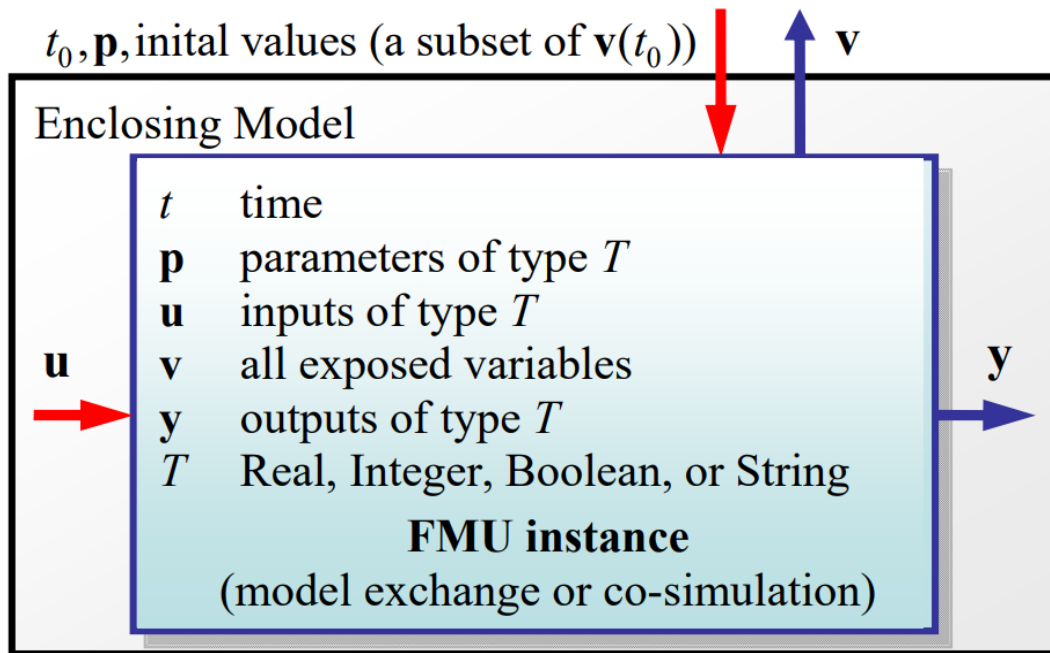 t₀, p, inital values (a subset of v(t₀))
v
Enclosing Model
t time
p parameters of type T
u inputs of type T
v all exposed variables
y outputs of type T
T Real, Integer, Boolean, or String
FMU instance
(model exchange or co-simulation)
u
y